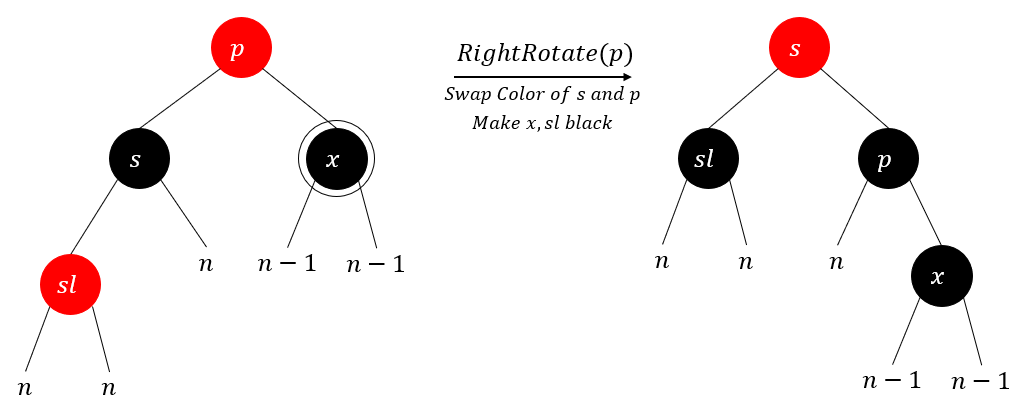 p
RightRotate(p)
Swap Color of s and p
Make x, sl black
s
s
x
sl
p
n
n − 1
n − 1
n
n
n
sl
x
n
n
n − 1
n − 1